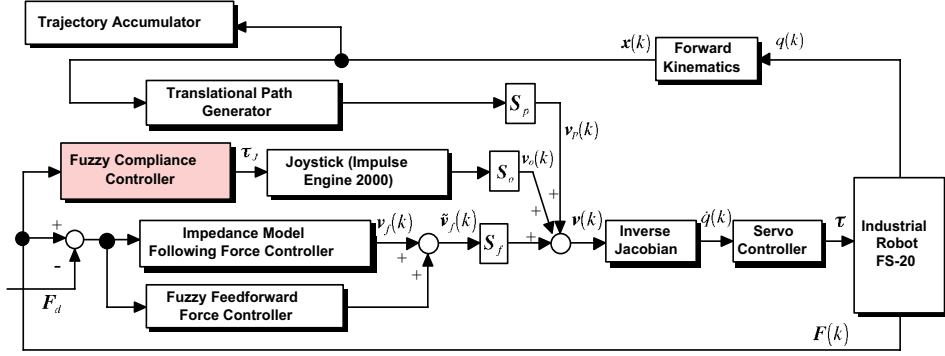 Trajectory Accumulator
x(k)
Forward
Kinematics
q(k)
Translational Path
Generator
S_p
v_p(k)
Fuzzy Compliance
Controller
τ_J
Joystick (Impulse
Engine 2000)
S_o
v_o(k)
+
+
+
-
F_d
Impedance Model
Following Force Controller
v_f(k)
+
+
ṽ_f(k)
S_f
+
v(k)
Inverse
Jacobian
q̇(k)
Servo
Controller
τ
Industrial
Robot
FS-20
Fuzzy Feedforward
Force Controller
F(k)